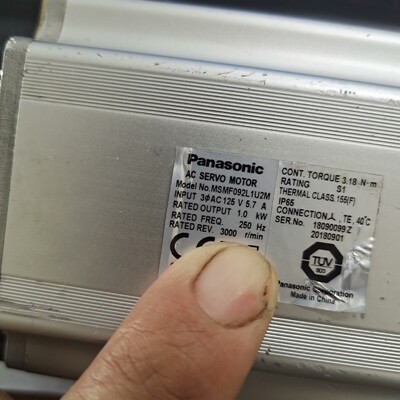 Panasonic
AC SERVO MOTOR
Model No. MSMF092L1U2M
INPUT 3ΦAC 125 V 5.7 A
RATED OUTPUT 1.0 kW
RATED FREQ. 250 Hz
RATED REV. 3000 r/min
CE
CONT. TORQUE 3.18 N·m
RATING S1
THERMAL CLASS 155(F)
IP65
CONNECTION ⅄, TE, 40℃
SER.No. 18090099Z
20180901
TÜV
Panasonic Corporation
Made in China